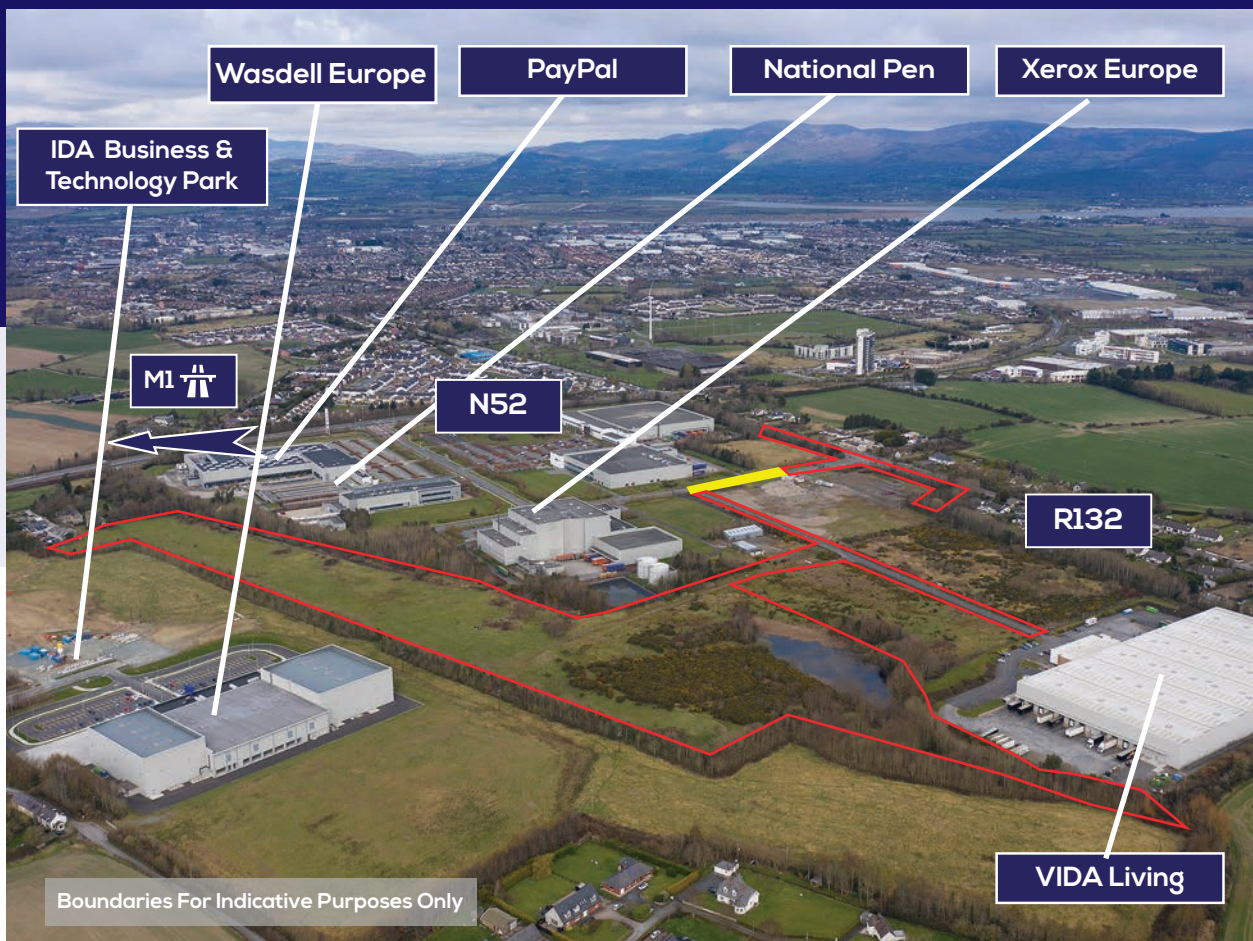 Wasdell Europe
PayPal
National Pen
Xerox Europe
IDA Business &
Technology Park
M1
N52
R132
VIDA Living
Boundaries For Indicative Purposes Only